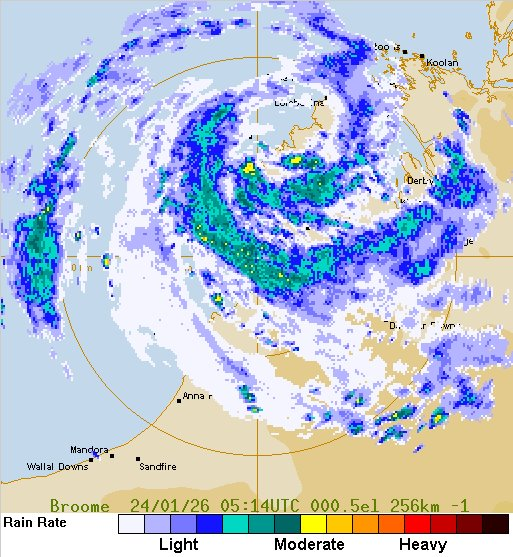 Koolan
Derby
Anna
Mandora
Wallal Downs
Sandfire
Broome 24/01/26 05:14UTC 000.5el 256km -1
Rain Rate
Light Moderate Heavy